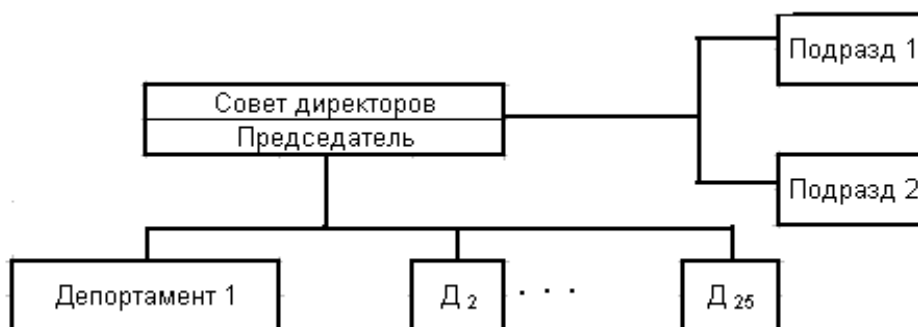 Подразд 1
Совет директоров
Председатель
Подразд 2
Депортамент 1
Д 2
. . .
Д 25